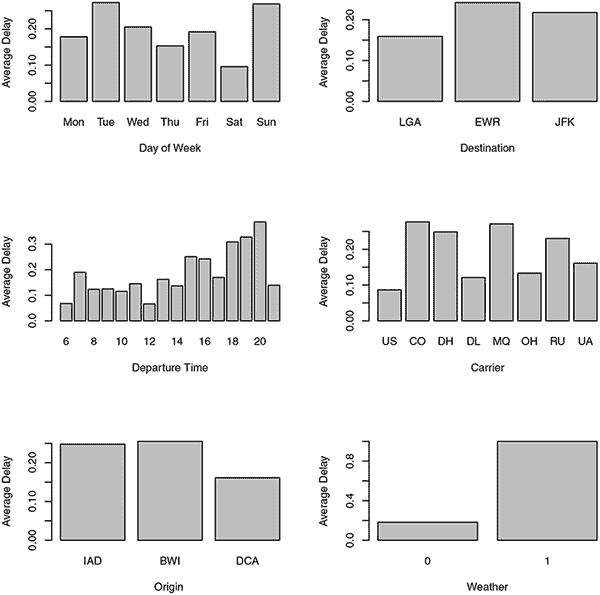 Average Delay
0.00 0.10 0.20
Mon Tue Wed Thu Fri Sat Sun
Day of Week
Average Delay
0.00 0.10 0.20
LGA EWR JFK
Destination
Average Delay
0.0 0.1 0.2 0.3
6 8 10 12 14 16 18 20
Departure Time
Average Delay
0.00 0.10 0.20
US CO DH DL MQ OH RU UA
Carrier
Average Delay
0.00 0.10 0.20
IAD BWI DCA
Origin
Average Delay
0.0 0.4 0.8
0 1
Weather